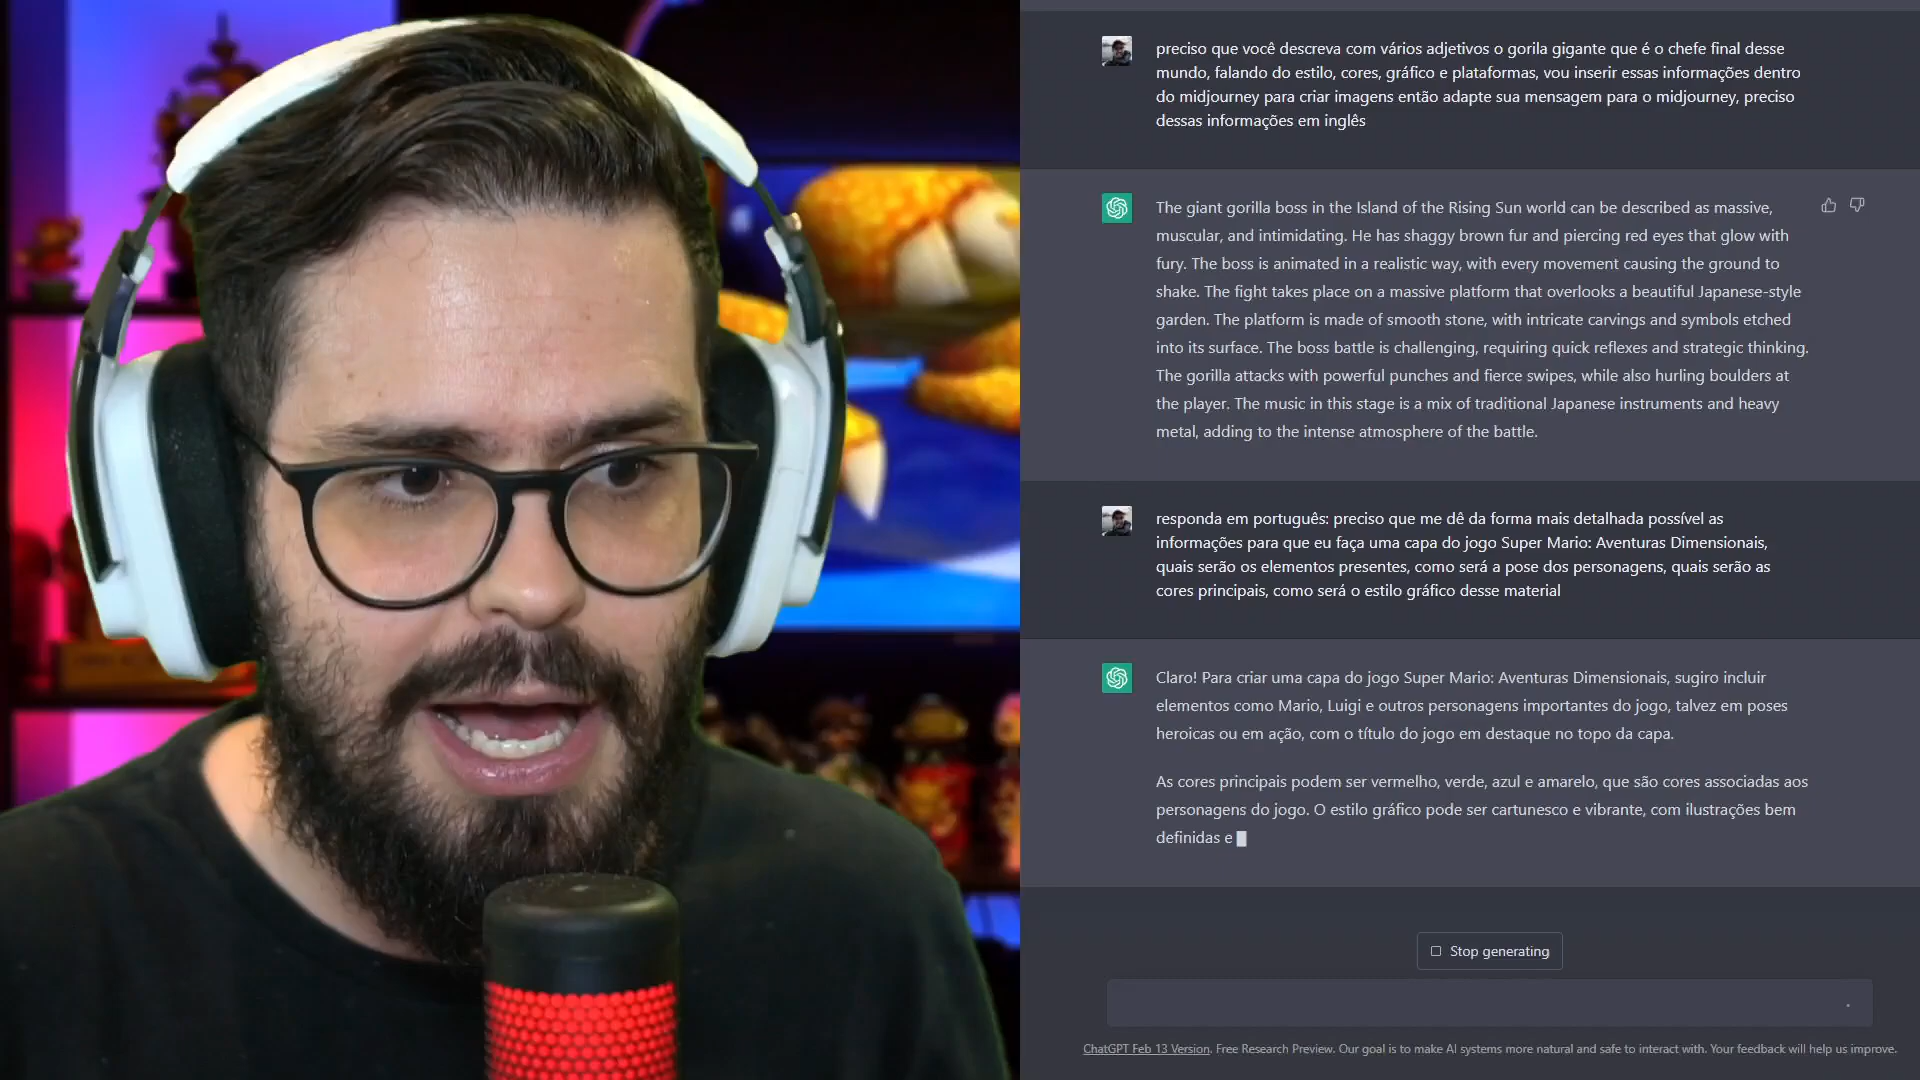 preciso que você descreva com vários adjetivos o gorila gigante que é o chefe final desse
mundo, falando do estilo, cores, gráfico e plataformas, vou inserir essas informações dentro
do midjourney para criar imagens então adapte sua mensagem para o midjourney, preciso
dessas informações em inglês
The giant gorilla boss in the Island of the Rising Sun world can be described as massive,
muscular, and intimidating. He has shaggy brown fur and piercing red eyes that glow with
fury. The boss is animated in a realistic way, with every movement causing the ground to
shake. The fight takes place on a massive platform that overlooks a beautiful Japanese-style
garden. The platform is made of smooth stone, with intricate carvings and symbols etched
into its surface. The boss battle is challenging, requiring quick reflexes and strategic thinking.
The gorilla attacks with powerful punches and fierce swipes, while also hurling boulders at
the player. The music in this stage is a mix of traditional Japanese instruments and heavy
metal, adding to the intense atmosphere of the battle.
responda em português: preciso que me dê da forma mais detalhada possível as
informações para que eu faça uma capa do jogo Super Mario: Aventuras Dimensionais,
quais serão os elementos presentes, como será a pose dos personagens, quais serão as
cores principais, como será o estilo gráfico desse material
Claro! Para criar uma capa do jogo Super Mario: Aventuras Dimensionais, sugiro incluir
elementos como Mario, Luigi e outros personagens importantes do jogo, talvez em poses
heroicas ou em ação, com o título do jogo em destaque no topo da capa.
As cores principais podem ser vermelho, verde, azul e amarelo, que são cores associadas aos
personagens do jogo. O estilo gráfico pode ser cartunesco e vibrante, com ilustrações bem
definidas e
Stop generating
ChatGPT Feb 13 Version. Free Research Preview. Our goal is to make AI systems more natural and safe to interact with. Your feedback will help us improve.